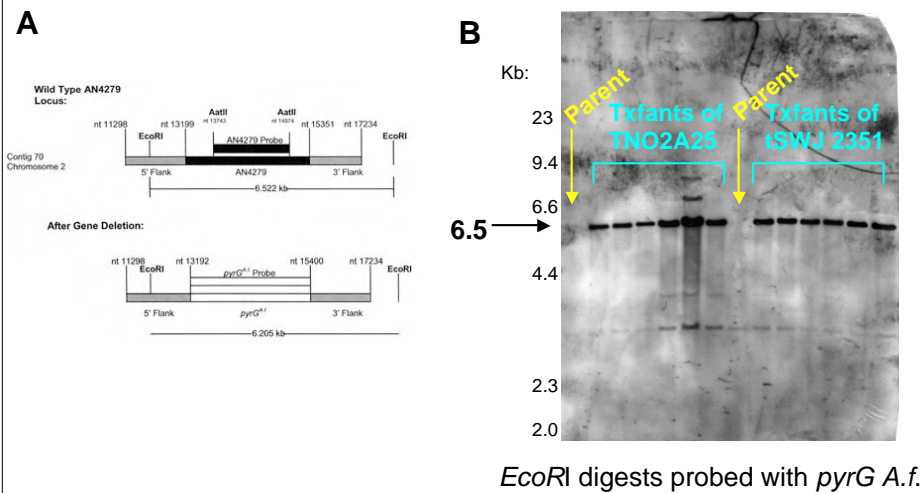 A
Wild Type AN4279
Locus:
AatII
nt 13743
AatII
nt 14974
nt 11298
nt 13199
nt 15351
nt 17234
EcoRI
AN4279 Probe
EcoRI
Contig 70
Chromosome 2
5' Flank
AN4279
3' Flank
6.522 kb
After Gene Deletion:
nt 11298
nt 13192
nt 15400
nt 17234
EcoRI
pyrG^A.f. Probe
EcoRI
5' Flank
pyrG^A.f.
3' Flank
6.205 kb
B
Kb:
23
9.4
6.6
6.5
4.4
2.3
2.0
Parent
Txfants of
TNO2A25
Parent
Txfants of
tSWJ 2351
EcoRI digests probed with pyrG A.f.